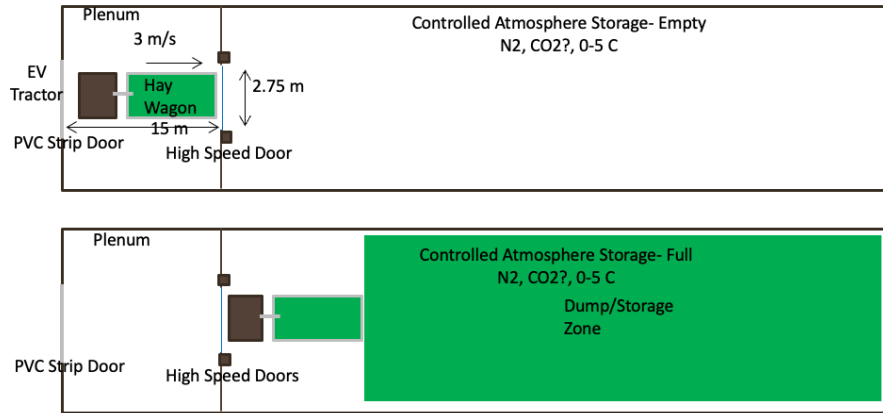 Plenum
Controlled Atmosphere Storage- Empty
N2, CO2?, 0-5 C
3 m/s
EV
Tractor
Hay
Wagon
2.75 m
15 m
PVC Strip Door
High Speed Door
Plenum
Controlled Atmosphere Storage- Full
N2, CO2?, 0-5 C
Dump/Storage
Zone
PVC Strip Door
High Speed Doors